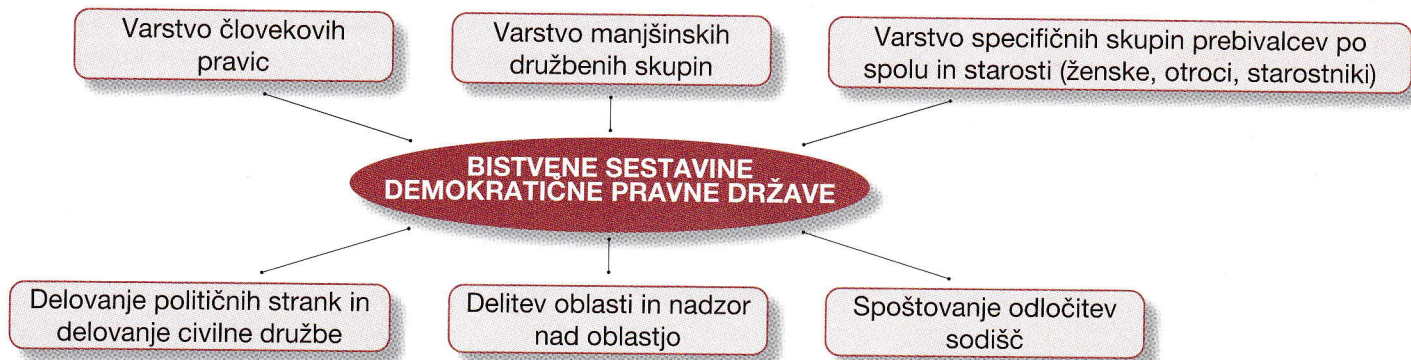 Varstvo človekovih
pravic
Varstvo manjšinskih
družbenih skupin
Varstvo specifičnih skupin prebivalcev po
spolu in starosti (ženske, otroci, starostniki)
BISTVENE SESTAVINE
DEMOKRATIČNE PRAVNE DRŽAVE
Delovanje političnih strank in
delovanje civilne družbe
Delitev oblasti in nadzor
nad oblastjo
Spoštovanje odločitev
sodišč